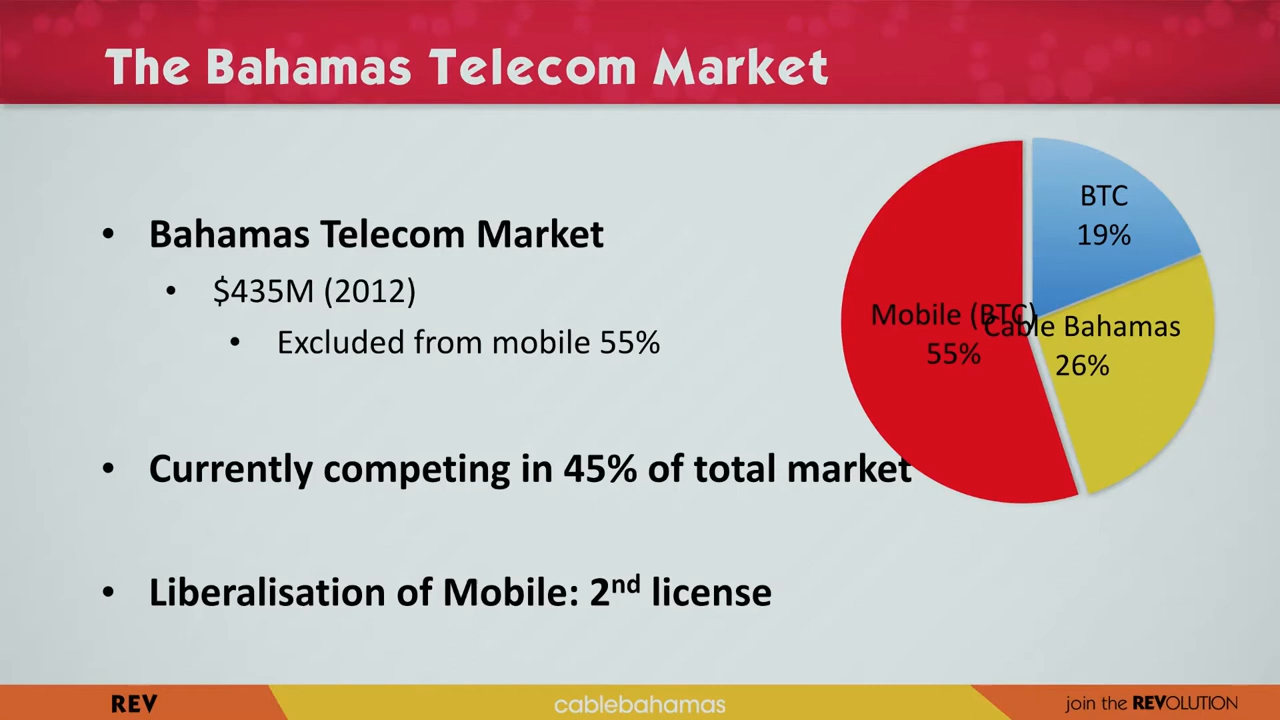 The Bahamas Telecom Market
• Bahamas Telecom Market
• $435M (2012)
• Excluded from mobile 55%
• Currently competing in 45% of total market
• Liberalisation of Mobile: 2nd license
BTC
19%
Mobile (BTC)
55%
Cable Bahamas
26%
REV
cablebahamas
join the REVOLUTION